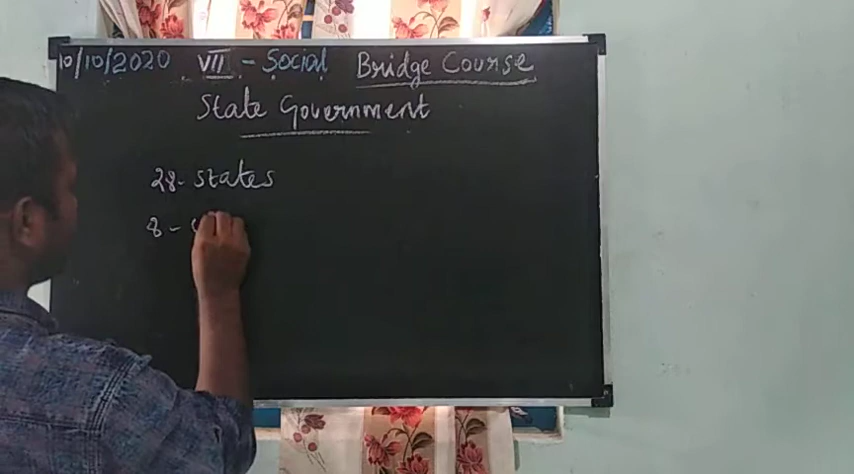 10/10/2020 VII - Social Bridge Course
State Government
28 - States
8 -